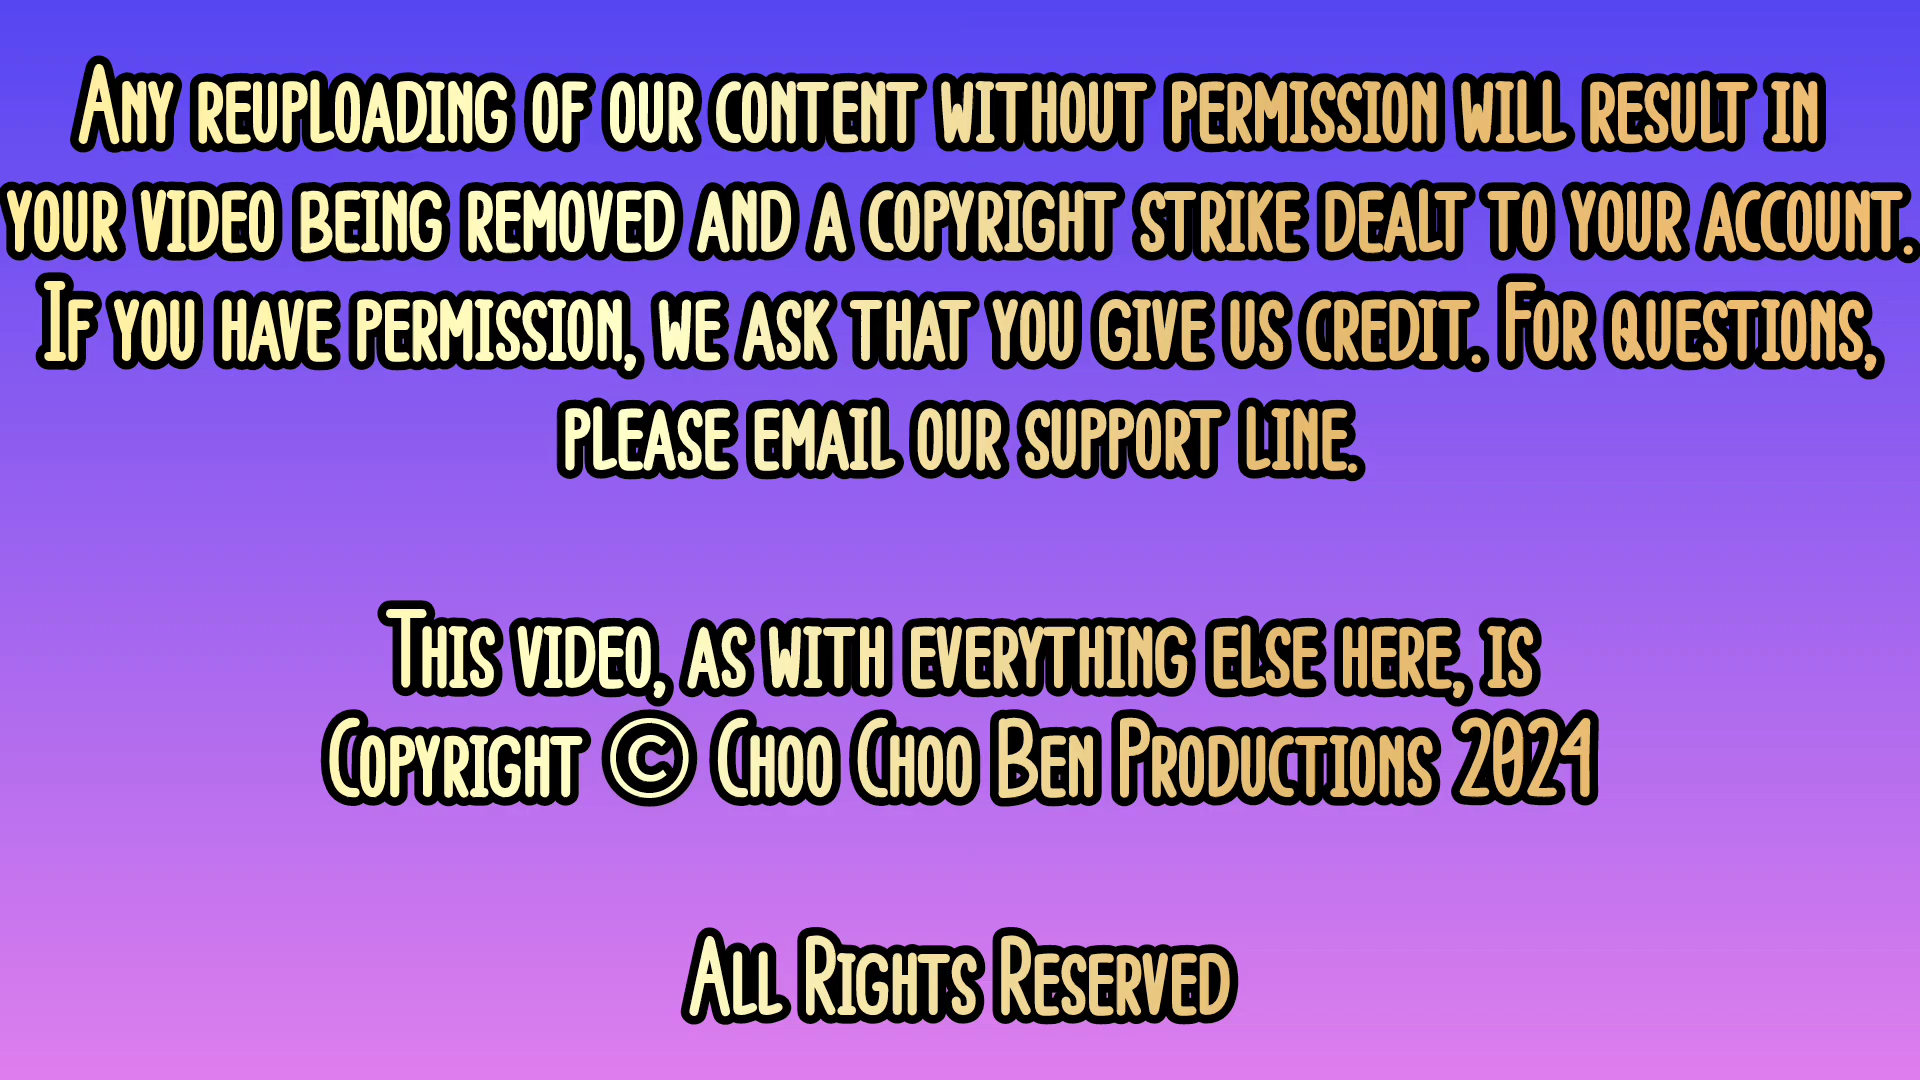 Any reuploading of our content without permission will result in
your video being removed and a copyright strike dealt to your account.
If you have permission, we ask that you give us credit. For questions,
please email our support line.
This video, as with everything else here, is
Copyright © Choo Choo Ben Productions 2024
All Rights Reserved